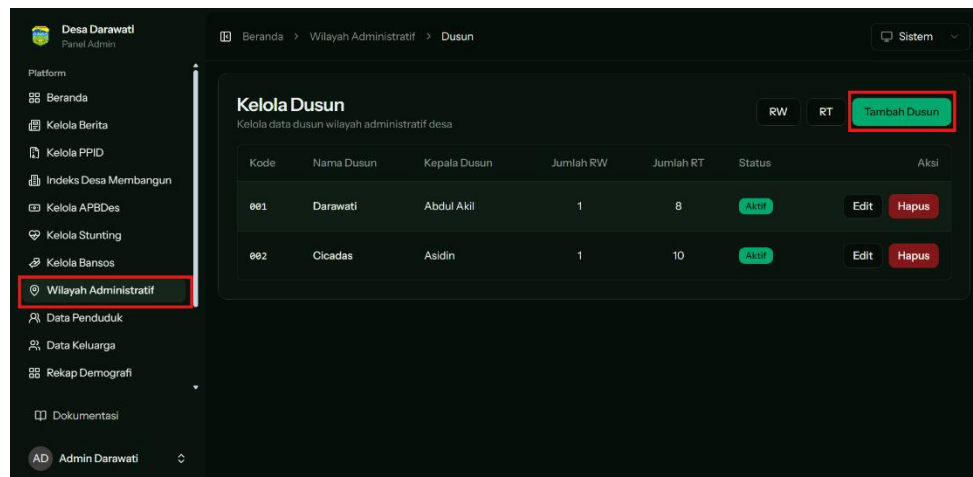 Desa Darawati
Panel Admin
Platform
Beranda
Kelola Berita
Kelola PPID
Indeks Desa Membangun
Kelola APBDes
Kelola Stunting
Kelola Bansos
Wilayah Administratif
Data Penduduk
Data Keluarga
Rekap Demografi
Dokumentasi
AD Admin Darawati
Beranda > Wilayah Administratif > Dusun
Sistem
Kelola Dusun
Kelola data dusun wilayah administratif desa
RW RT Tambah Dusun
Kode Nama Dusun Kepala Dusun Jumlah RW Jumlah RT Status Aksi
001 Darawati Abdul Akil 1 8 Aktif Edit Hapus
002 Cicadas Asidin 1 10 Aktif Edit Hapus